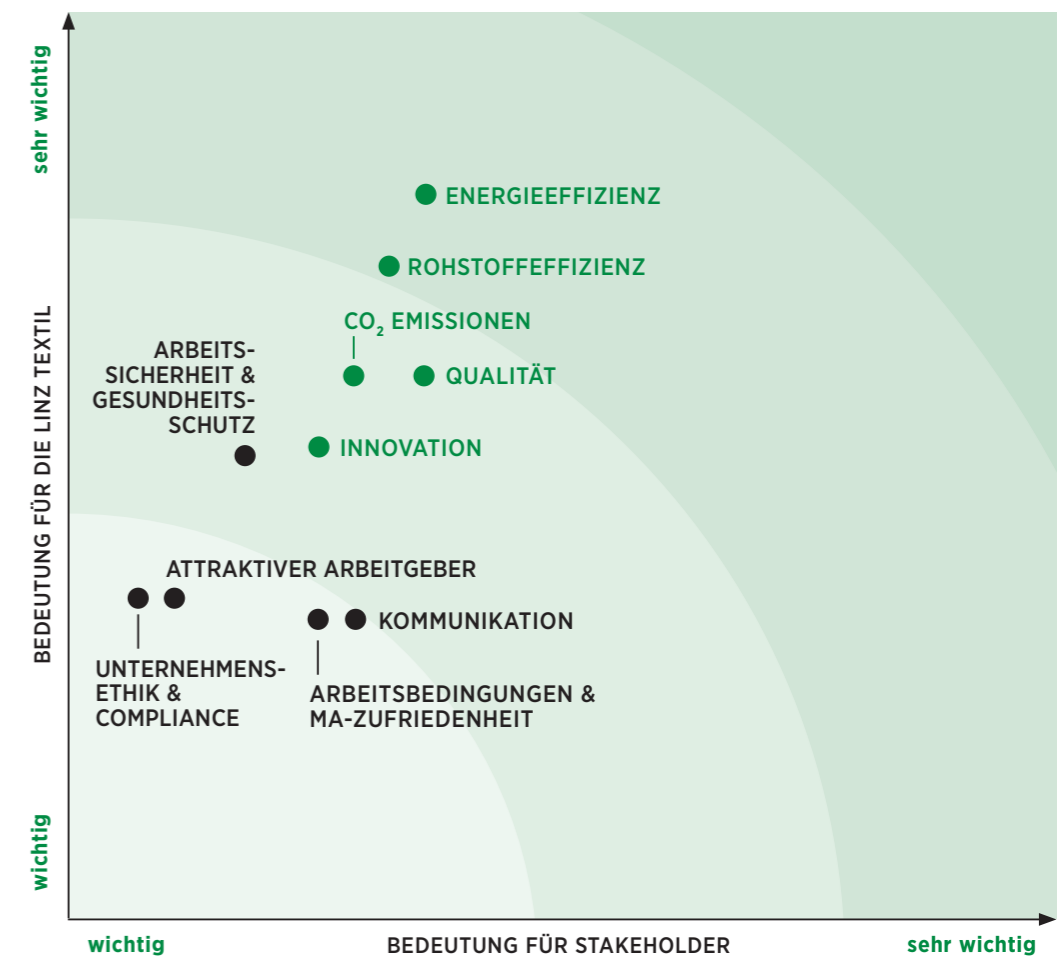 sehr wichtig
BEDEUTUNG FÜR DIE LINZ TEXTIL
wichtig
ENERGIEEFFIZIENZ
ROHSTOFFEFFIZIENZ
CO₂ EMISSIONEN
ARBEITS-
SICHERHEIT &
GESUNDHEITS-
SCHUTZ
QUALITÄT
INNOVATION
ATTRAKTIVER ARBEITGEBER
KOMMUNIKATION
UNTERNEHMENS-
ETHIK &
COMPLIANCE
ARBEITSBEDINGUNGEN &
MA-ZUFRIEDENHEIT
wichtig
BEDEUTUNG FÜR STAKEHOLDER
sehr wichtig